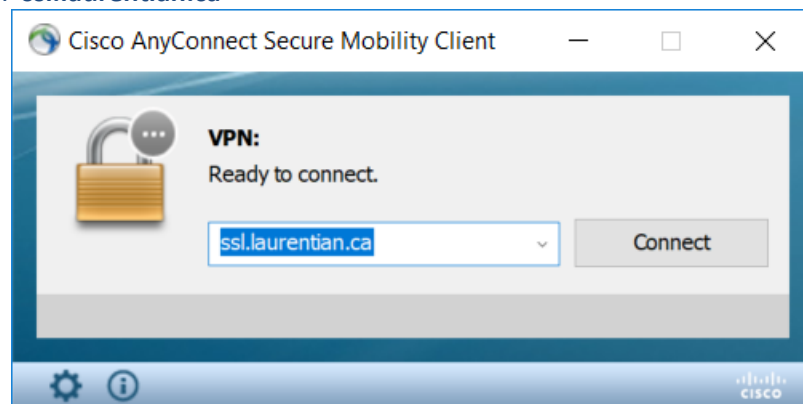 Cisco AnyConnect Secure Mobility Client
VPN:
Ready to connect.
ssl.laurentian.ca
Connect
cisco